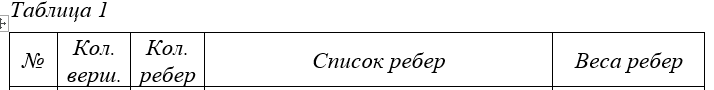 Таблица 1
№
Кол.
верш.
Кол.
ребер
Список ребер
Веса ребер